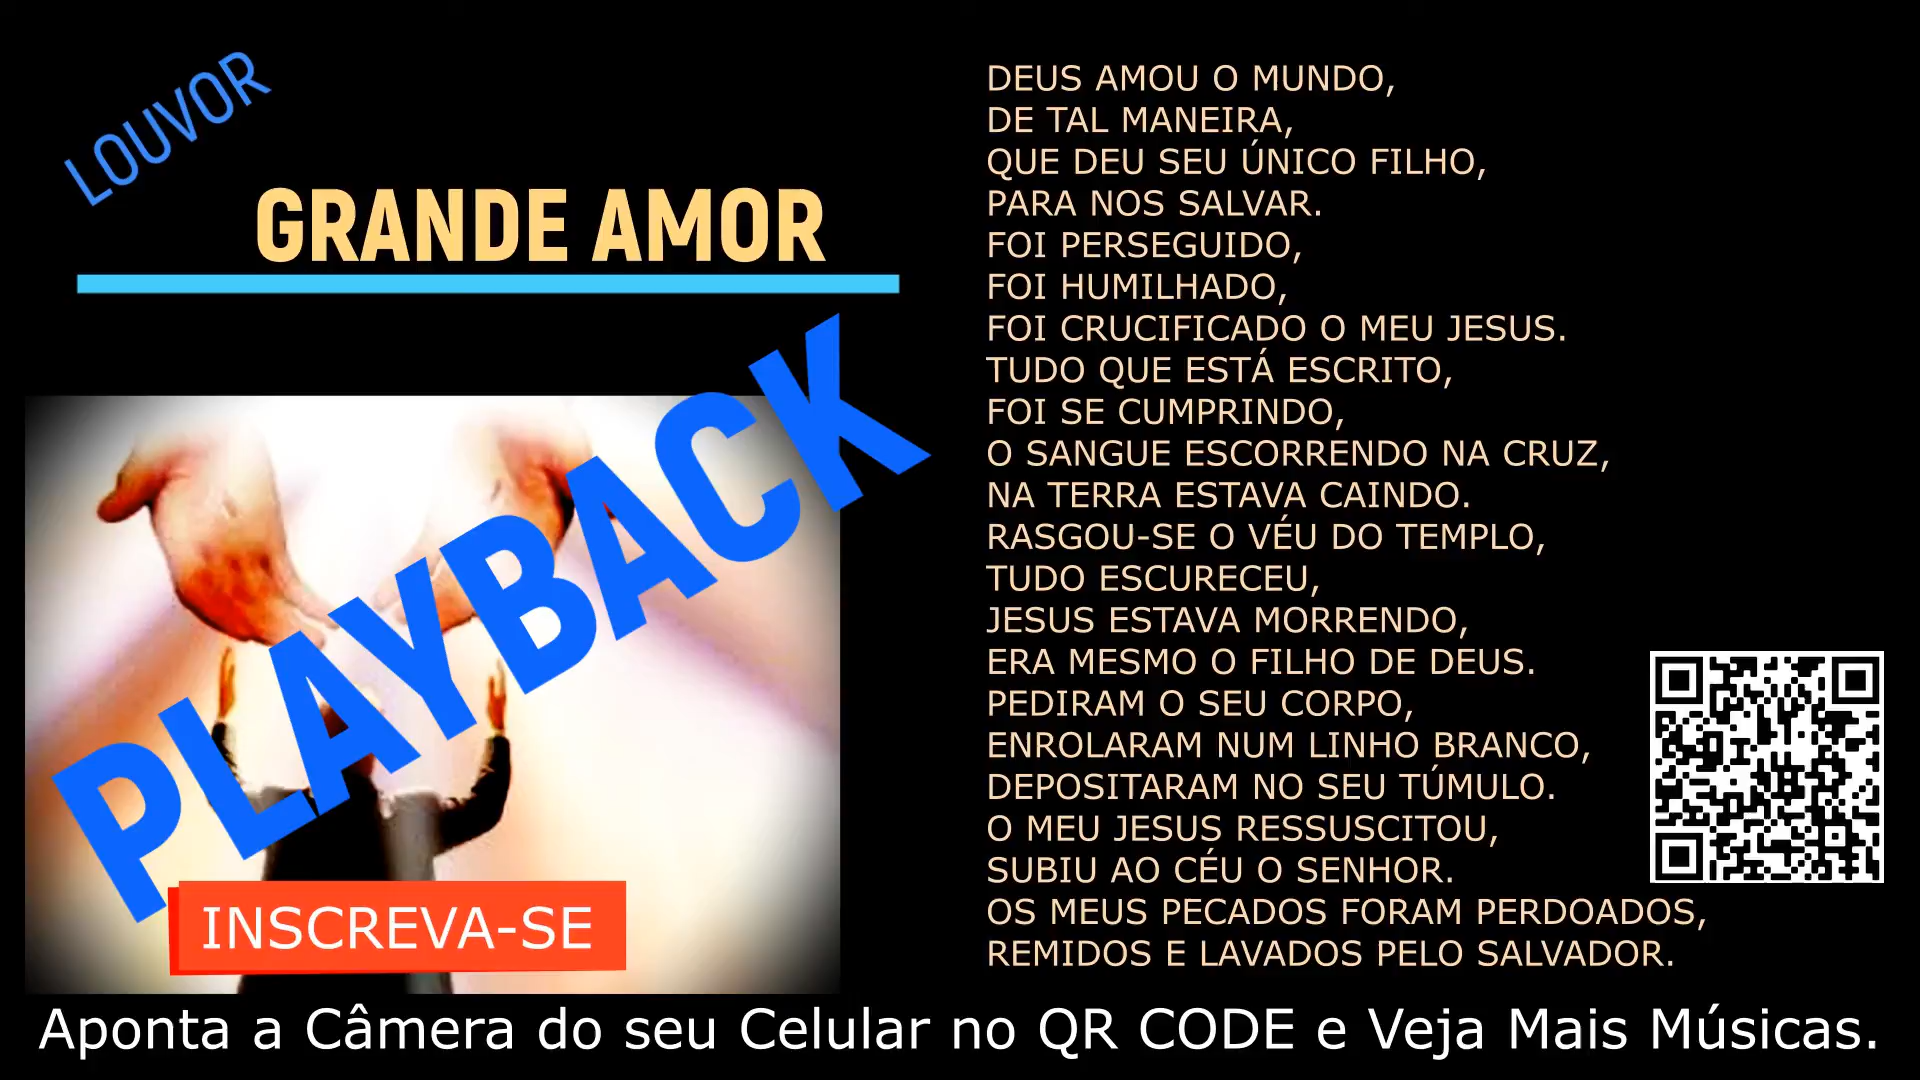 LOUVOR
GRANDE AMOR
PLAYBACK
INSCREVA-SE
DEUS AMOU O MUNDO,
DE TAL MANEIRA,
QUE DEU SEU ÚNICO FILHO,
PARA NOS SALVAR.
FOI PERSEGUIDO,
FOI HUMILHADO,
FOI CRUCIFICADO O MEU JESUS.
TUDO QUE ESTÁ ESCRITO,
FOI SE CUMPRINDO,
O SANGUE ESCORRENDO NA CRUZ,
NA TERRA ESTAVA CAINDO.
RASGOU-SE O VÉU DO TEMPLO,
TUDO ESCURECEU,
JESUS ESTAVA MORRENDO,
ERA MESMO O FILHO DE DEUS.
PEDIRAM O SEU CORPO,
ENROLARAM NUM LINHO BRANCO,
DEPOSITARAM NO SEU TÚMULO.
O MEU JESUS RESSUSCITOU,
SUBIU AO CÉU O SENHOR.
OS MEUS PECADOS FORAM PERDOADOS,
REMIDOS E LAVADOS PELO SALVADOR.
Aponta a Câmera do seu Celular no QR CODE e Veja Mais Músicas.